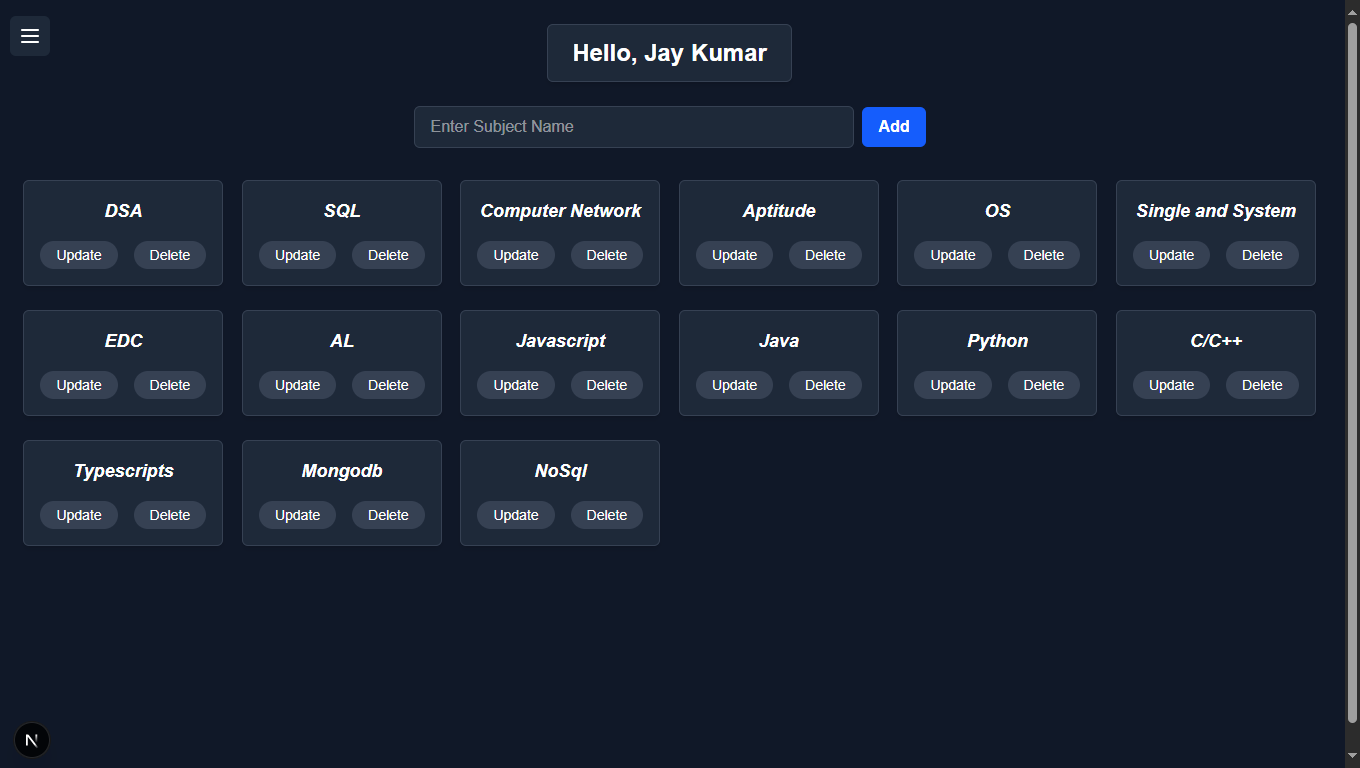 Hello, Jay Kumar
Enter Subject Name
Add
DSA
Update Delete
SQL
Update Delete
Computer Network
Update Delete
Aptitude
Update Delete
OS
Update Delete
Single and System
Update Delete
EDC
Update Delete
AL
Update Delete
Javascript
Update Delete
Java
Update Delete
Python
Update Delete
C/C++
Update Delete
Typescripts
Update Delete
Mongodb
Update Delete
NoSql
Update Delete
N